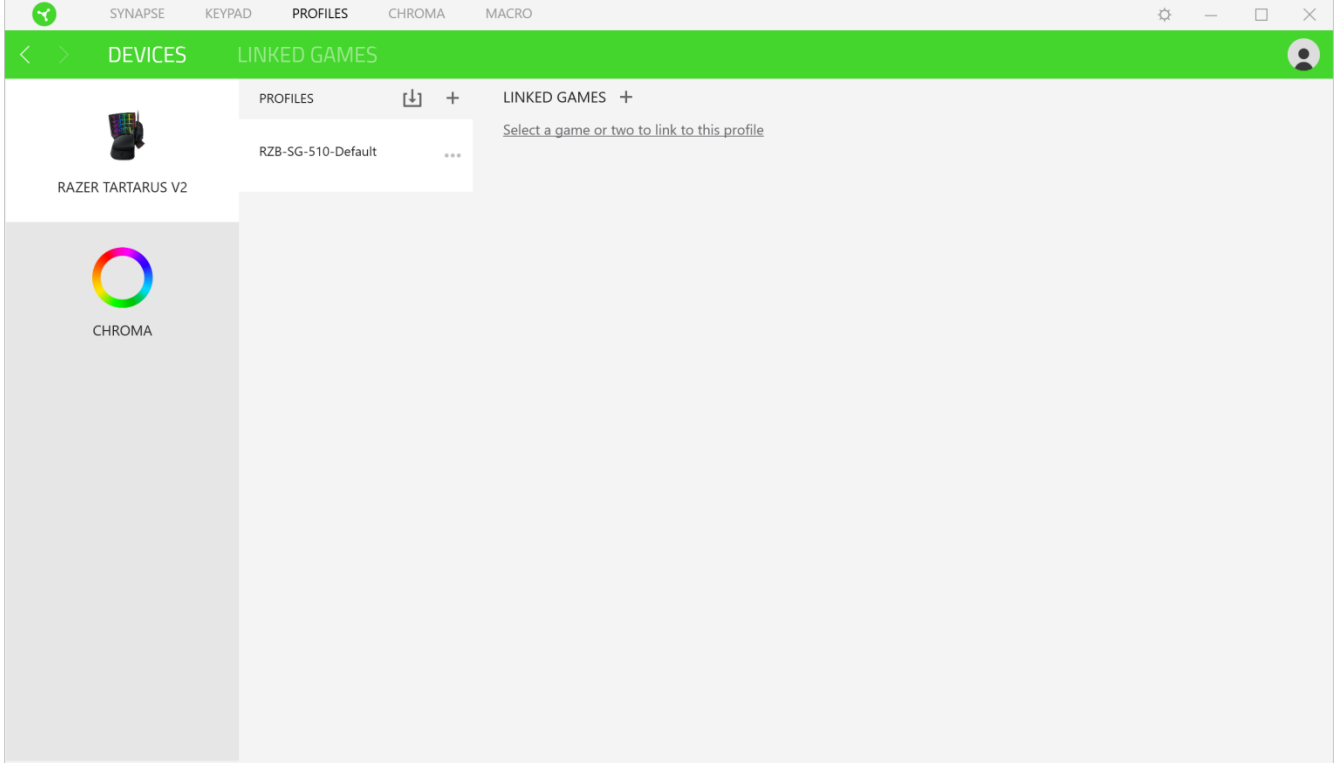 SYNAPSE KEYPAD PROFILES CHROMA MACRO
DEVICES LINKED GAMES
RAZER TARTARUS V2
CHROMA
PROFILES
RZB-SG-510-Default
LINKED GAMES
Select a game or two to link to this profile